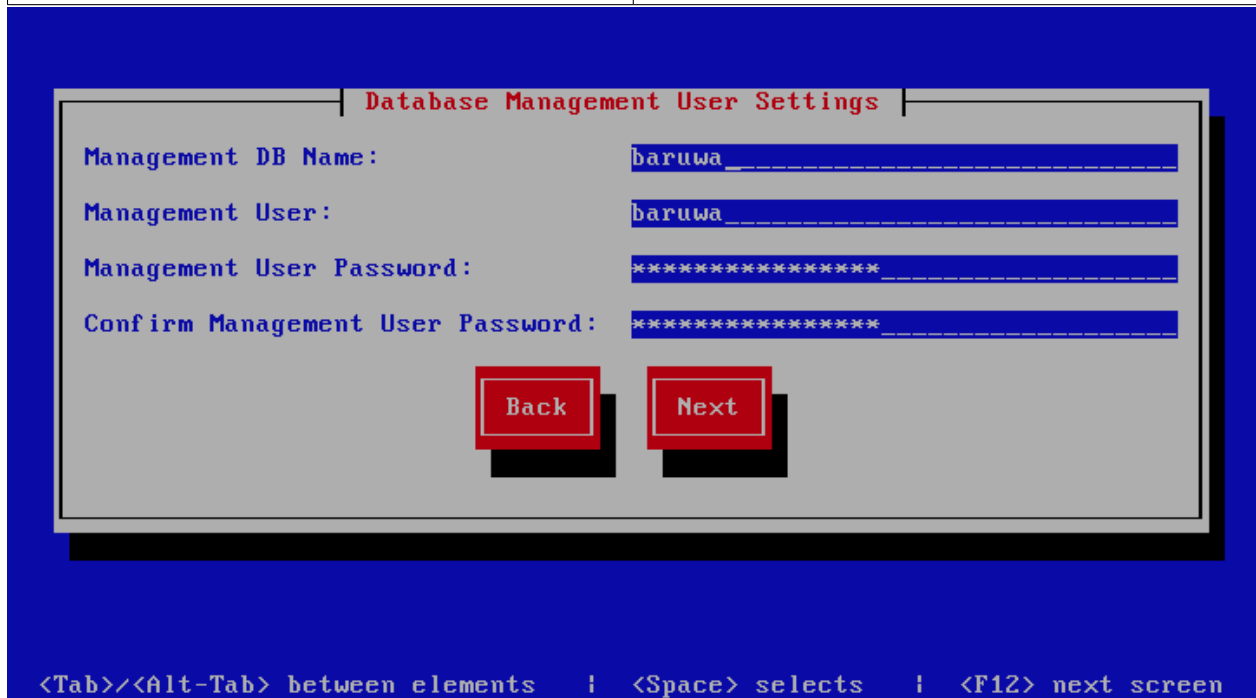 Database Management User Settings
Management DB Name: baruwa
Management User: baruwa
Management User Password: ****************
Confirm Management User Password: ****************
Back Next
<Tab>/<Alt-Tab> between elements | <Space> selects | <F12> next screen